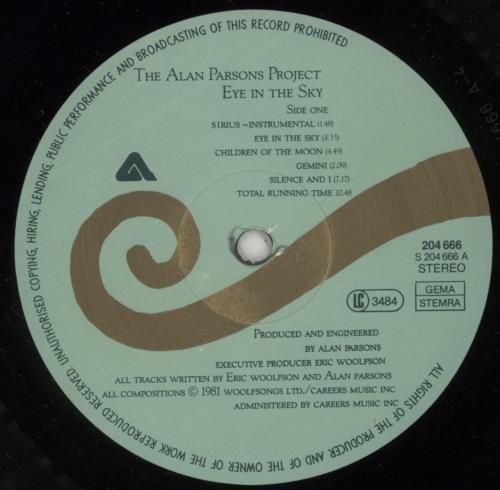 UNAUTHORISED COPYING, HIRING, LENDING, PUBLIC PERFORMANCE AND BROADCASTING OF THIS RECORD PROHIBITED
THE ALAN PARSONS PROJECT
EYE IN THE SKY
SIDE ONE
SIRIUS – INSTRUMENTAL (1.48)
EYE IN THE SKY (4.33)
CHILDREN OF THE MOON (4.49)
GEMINI (2.09)
SILENCE AND I (7.17)
TOTAL RUNNING TIME 20.48
204 666
S 204 666 A
STEREO
LC 3484
GEMA
STEMRA
PRODUCED AND ENGINEERED
BY ALAN PARSONS
EXECUTIVE PRODUCER ERIC WOOLFSON
ALL TRACKS WRITTEN BY ERIC WOOLFSON AND ALAN PARSONS
ALL COMPOSITIONS © 1981 WOOLFSONGS LTD./CAREERS MUSIC INC
ADMINISTERED BY CAREERS MUSIC INC
ALL RIGHTS OF THE PRODUCER AND OF THE OWNER OF THE WORK REPRODUCED RESERVED.